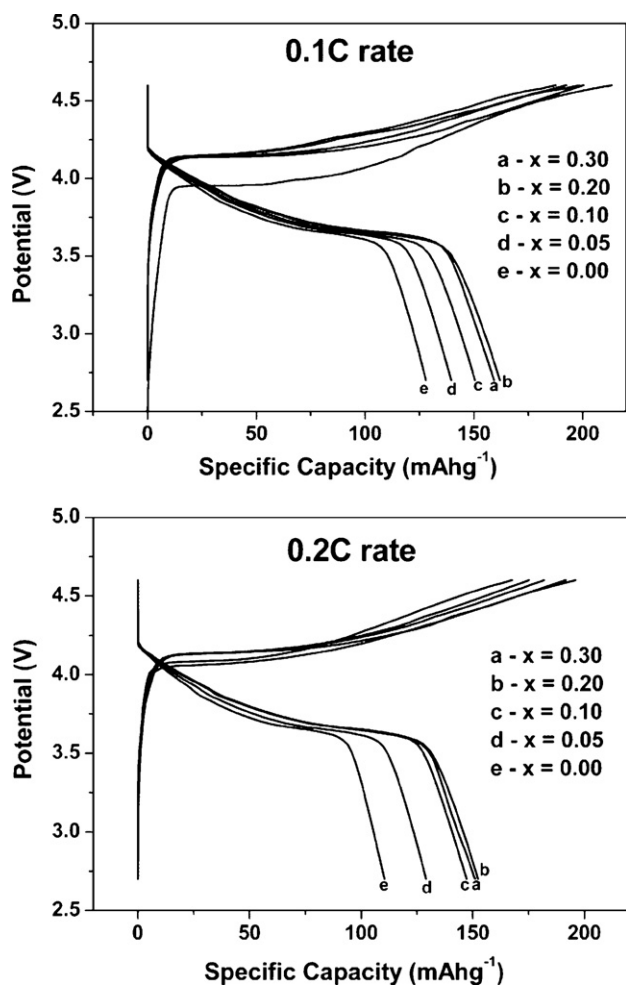 5.0
0.1C rate
4.5
a - x = 0.30
b - x = 0.20
c - x = 0.10
d - x = 0.05
e - x = 0.00
4.0
Potential (V)
3.5
3.0
e d c a b
2.5
0 50 100 150 200
Specific Capacity (mAhg⁻¹)
5.0
0.2C rate
4.5
a - x = 0.30
b - x = 0.20
c - x = 0.10
d - x = 0.05
e - x = 0.00
4.0
Potential (V)
3.5
3.0
b
e d c a
2.5
0 50 100 150 200
Specific Capacity (mAhg⁻¹)